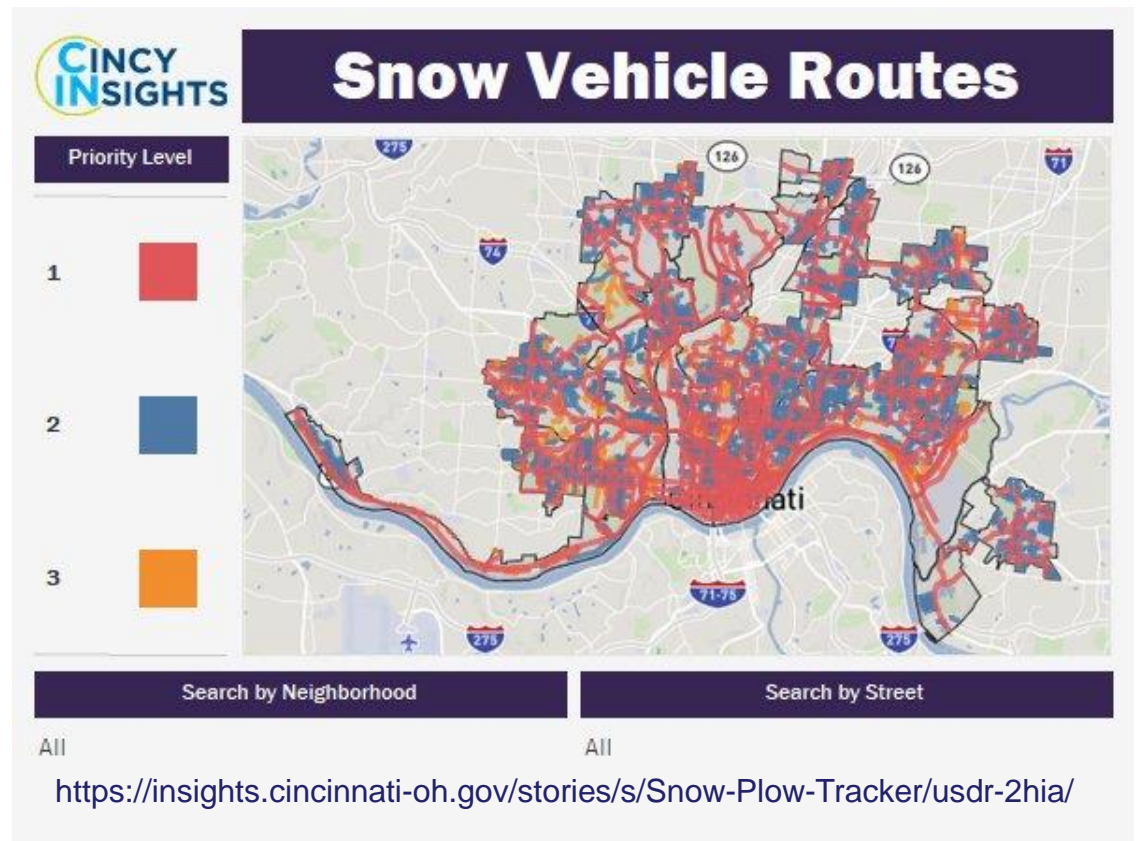 CINCY
INSIGHTS
Snow Vehicle Routes
Priority Level
1
2
3
275
126
126
71
74
71-75
275
275
Search by Neighborhood
Search by Street
All
All
https://insights.cincinnati-oh.gov/stories/s/Snow-Plow-Tracker/usdr-2hia/